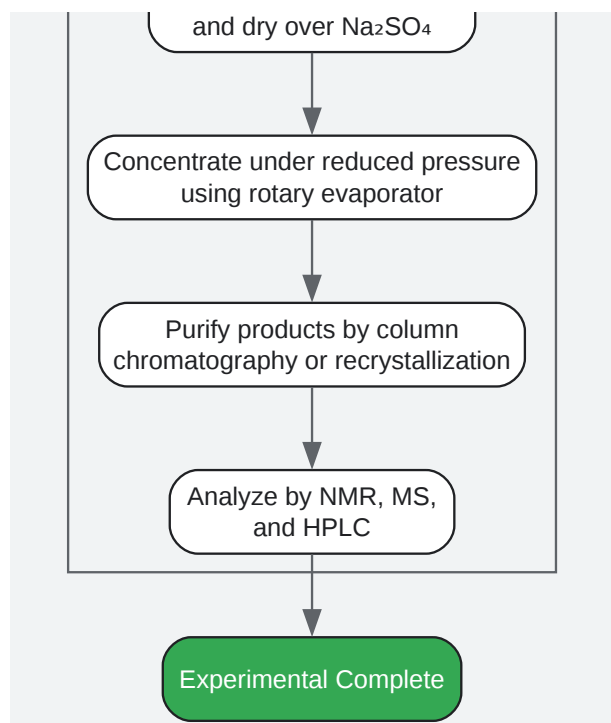 and dry over Na₂SO₄
Concentrate under reduced pressure
using rotary evaporator
Purify products by column
chromatography or recrystallization
Analyze by NMR, MS,
and HPLC
Experimental Complete